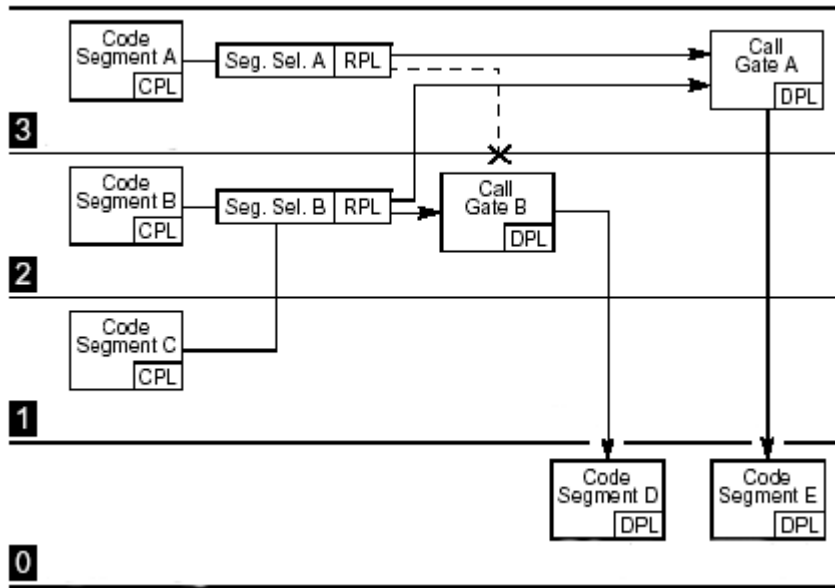 Code
Segment A
CPL
Seg. Sel. A
RPL
Call
Gate A
DPL
3
Code
Segment B
CPL
Seg. Sel. B
RPL
Call
Gate B
DPL
2
Code
Segment C
CPL
1
Code
Segment D
DPL
Code
Segment E
DPL
0